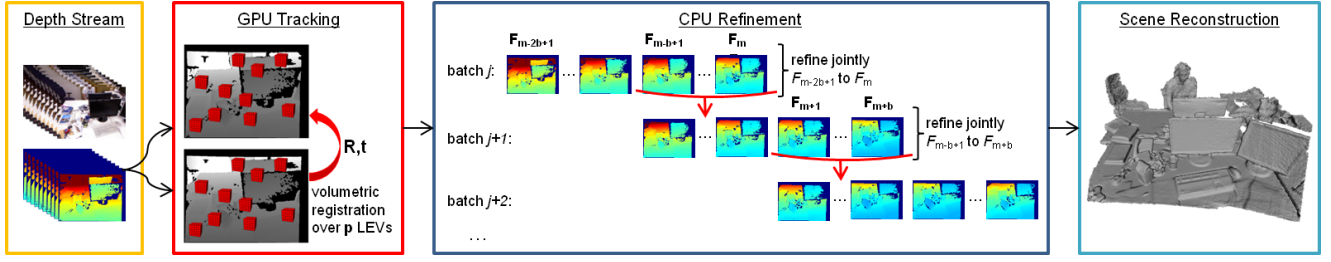 Depth Stream
GPU Tracking
R,t
volumetric
registration
over p LEVs
CPU Refinement
F_{m-2b+1} F_{m-b+1} F_m
batch j: ... ... refine jointly
F_{m-2b+1} to F_m
F_{m+1} F_{m+b}
batch j+1: ... ... refine jointly
F_{m-b+1} to F_{m+b}
batch j+2: ... ...
...
Scene Reconstruction